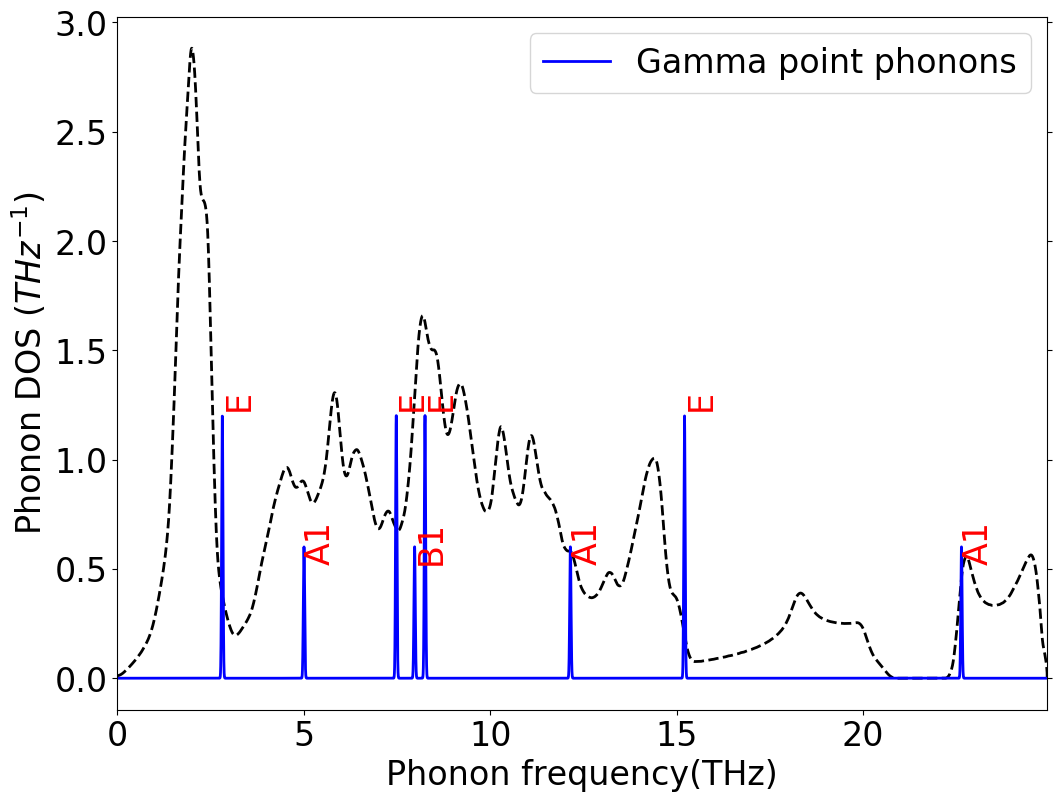 Gamma point phonons
Phonon DOS (THz⁻¹)
3.0
2.5
2.0
1.5
1.0
0.5
0.0
E
A1
E
B1
E
A1
E
A1
0
5
10
15
20
Phonon frequency(THz)